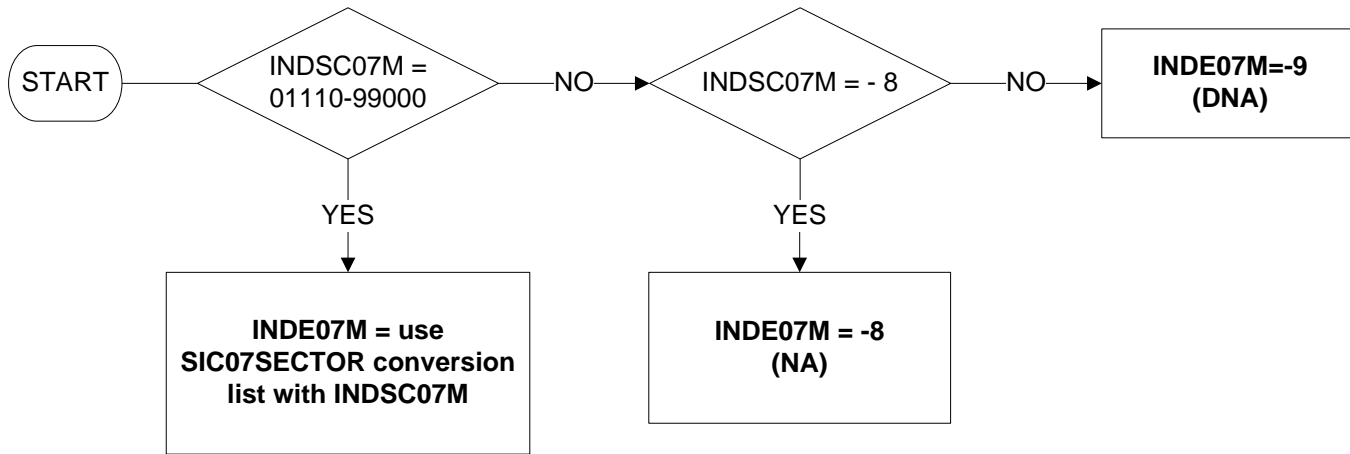 START
INDSC07M =
01110-99000
NO
INDSC07M = - 8
NO
INDE07M=-9
(DNA)
YES
YES
INDE07M = use
SIC07SECTOR conversion
list with INDSC07M
INDE07M = -8
(NA)